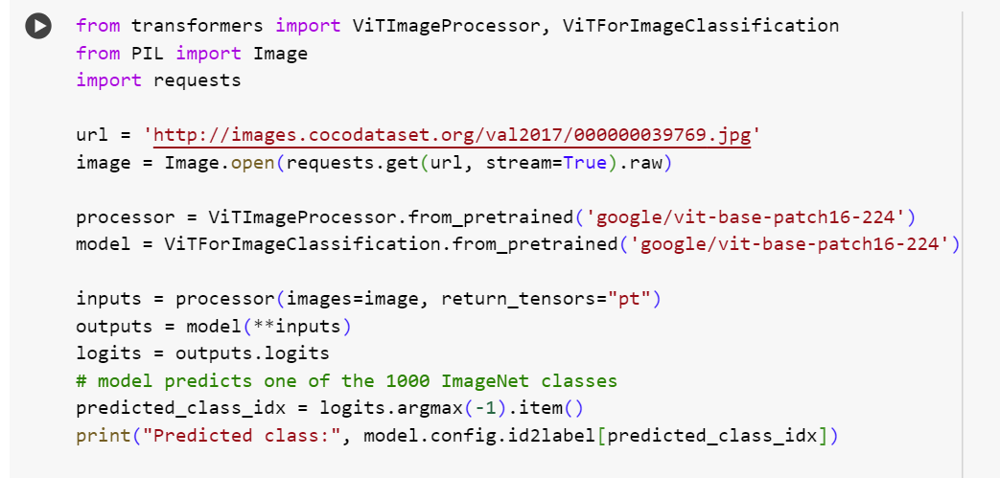 from transformers import ViTImageProcessor, ViTForImageClassification
from PIL import Image
import requests
url = 'http://images.cocodataset.org/val2017/000000039769.jpg'
image = Image.open(requests.get(url, stream=True).raw)
processor = ViTImageProcessor.from_pretrained('google/vit-base-patch16-224')
model = ViTForImageClassification.from_pretrained('google/vit-base-patch16-224')
inputs = processor(images=image, return_tensors="pt")
outputs = model(**inputs)
logits = outputs.logits
# model predicts one of the 1000 ImageNet classes
predicted_class_idx = logits.argmax(-1).item()
print("Predicted class:", model.config.id2label[predicted_class_idx])